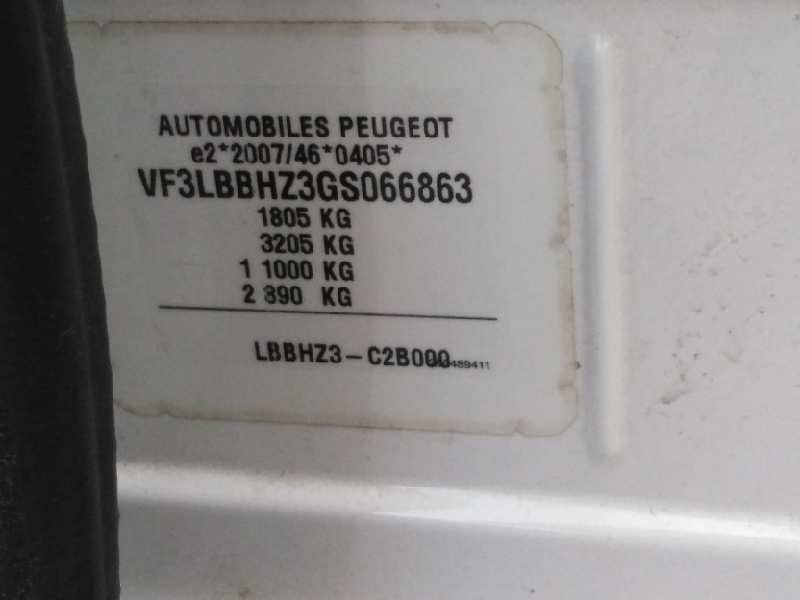 AUTOMOBILES PEUGEOT
e2*2007/46*0405*
VF3LBBHZ3GS066863
1805 KG
3205 KG
1 1000 KG
2 890 KG
LBBHZ3-C2B000